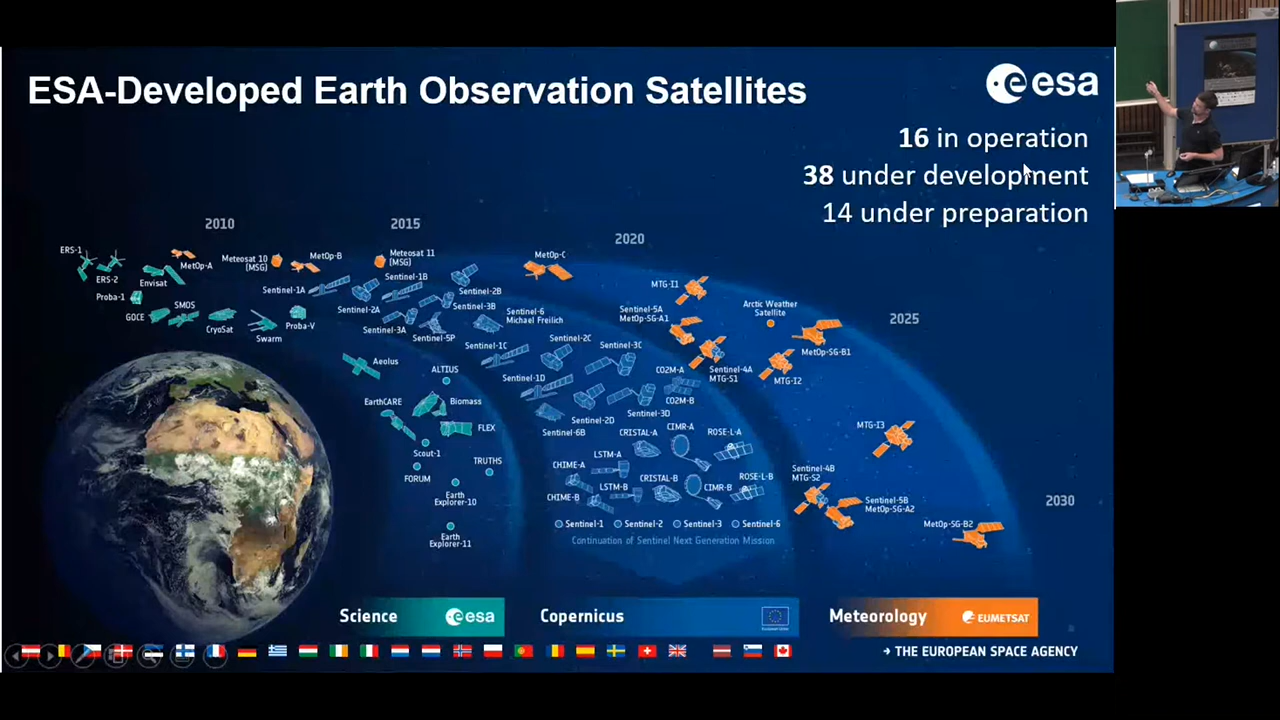 ESA-Developed Earth Observation Satellites
esa
16 in operation
38 under development
14 under preparation
2010
2015
2020
2025
2030
ERS-1
ERS-2
Envisat
MetOp-A
Meteosat 10
(MSG)
MetOp-B
Meteosat 11
(MSG)
MetOp-C
MTG-I1
Arctic Weather
Satellite
Proba-1
GOCE
SMOS
CryoSat
Swarm
Proba-V
Sentinel-1A
Sentinel-1B
Sentinel-2A
Sentinel-2B
Sentinel-3A
Sentinel-3B
Sentinel-5P
Sentinel-6
Michael Freilich
Sentinel-5A
MetOp-SG-A1
MetOp-SG-B1
Sentinel-1C
Sentinel-2C
Sentinel-3C
Sentinel-4A
MTG-S1
MTG-I2
Aeolus
ALTIUS
Sentinel-1D
CO2M-A
CO2M-B
EarthCARE
Biomass
FLEX
Sentinel-2D
Sentinel-3D
Sentinel-6B
CRISTAL-A
CIMR-A
ROSE-L-A
MTG-I3
Scout-1
FORUM
TRUTHS
LSTM-A
CHIME-A
LSTM-B
CHIME-B
CRISTAL-B
CIMR-B
ROSE-L-B
Sentinel-4B
MTG-S2
Sentinel-5B
MetOp-SG-A2
MetOp-SG-B2
Earth
Explorer-10
Earth
Explorer-11
Sentinel-1
Sentinel-2
Sentinel-3
Sentinel-6
Continuation of Sentinel Next Generation Mission
Science
esa
Copernicus
European Union
Meteorology
EUMETSAT
→ THE EUROPEAN SPACE AGENCY